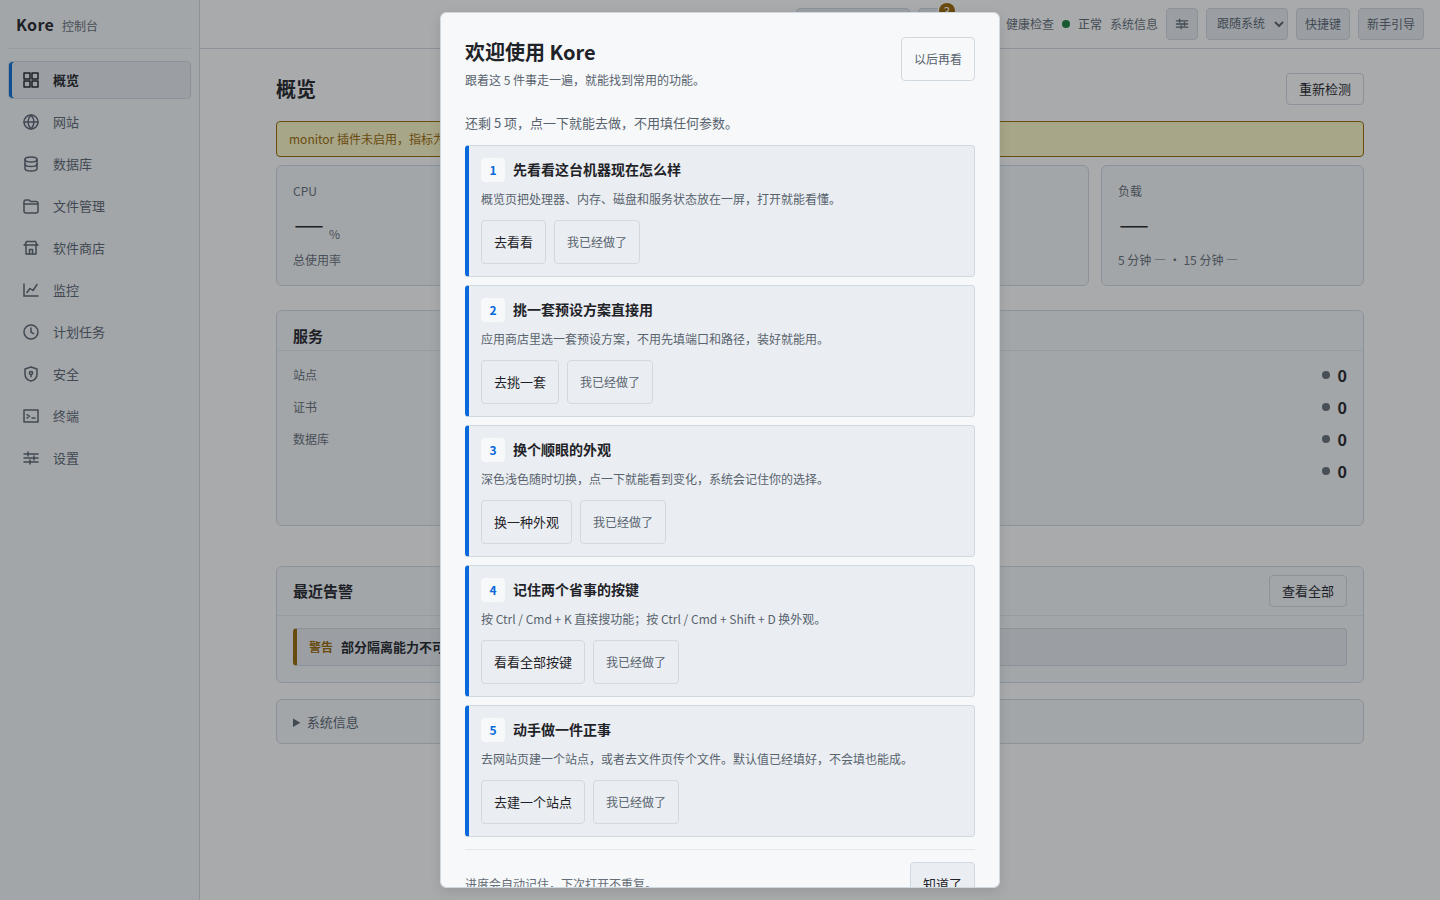 Kore 控制台
概览
网站
数据库
文件管理
软件商店
监控
计划任务
安全
终端
设置
健康检查 正常 系统信息 跟随系统 快捷键 新手引导
概览
重新检测
monitor 插件未启用，指标
CPU
— %
总使用率
负载
—
5 分钟 — · 15 分钟 —
服务
站点 0
证书 0
数据库 0
0
最近告警
查看全部
警告 部分隔离能力不
系统信息
欢迎使用 Kore
以后再看
跟着这 5 件事走一遍，就能找到常用的功能。
还剩 5 项，点一下就能去做，不用填任何参数。
1 先看看这台机器现在怎么样
概览页把处理器、内存、磁盘和服务状态放在一屏，打开就能看懂。
去看看 我已经做了
2 挑一套预设方案直接用
应用商店里选一套预设方案，不用先填端口和路径，装好就能用。
去挑一套 我已经做了
3 换个顺眼的外观
深色浅色随时切换，点一下就能看到变化，系统会记住你的选择。
换一种外观 我已经做了
4 记住两个省事的按键
按 Ctrl / Cmd + K 直接搜功能；按 Ctrl / Cmd + Shift + D 换外观。
看看全部按键 我已经做了
5 动手做一件正事
去网站页建一个站点，或者去文件页传个文件。默认值已经填好，不会填也能成。
去建一个站点 我已经做了
进度会自动记住，下次打开不重复。
知道了